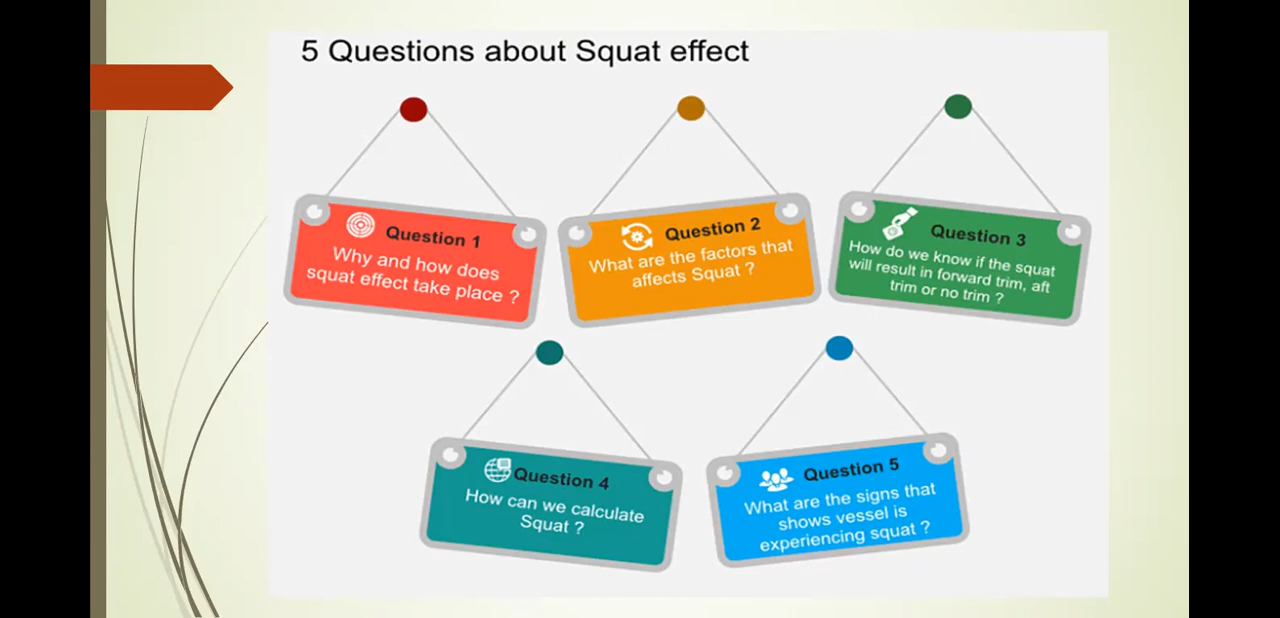 5 Questions about Squat effect
Question 1
Why and how does
squat effect take place ?
Question 2
What are the factors that
affects Squat ?
Question 3
How do we know if the squat
will result in forward trim, aft
trim or no trim ?
Question 4
How can we calculate
Squat ?
Question 5
What are the signs that
shows vessel is
experiencing squat ?